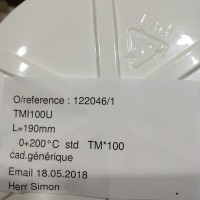 O/reference : 122046/1
TMI100U
L=190mm
0+200°C std TM*100
cad.générique
Email 18.05.2018
Herr Simon